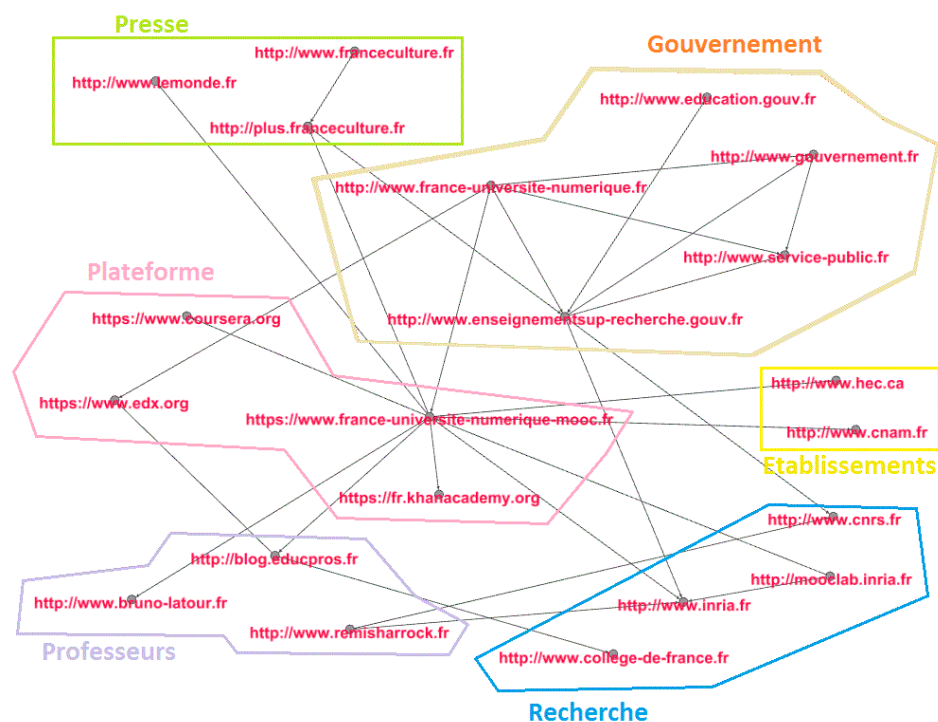 Presse
http://www.franceculture.fr
http://www.lemonde.fr
http://plus.franceculture.fr
Gouvernement
http://www.education.gouv.fr
http://www.gouvernement.fr
http://www.france-universite-numerique.fr
http://www.service-public.fr
http://www.enseignementsup-recherche.gouv.fr
Plateforme
https://www.coursera.org
https://www.edx.org
https://www.france-universite-numerique-mooc.fr
https://fr.khanacademy.org
http://www.hec.ca
http://www.cnam.fr
Etablissements
http://blog.educpros.fr
http://www.bruno-latour.fr
http://www.remisharrock.fr
Professeurs
http://www.cnrs.fr
http://mooclab.inria.fr
http://www.inria.fr
http://www.college-de-france.fr
Recherche